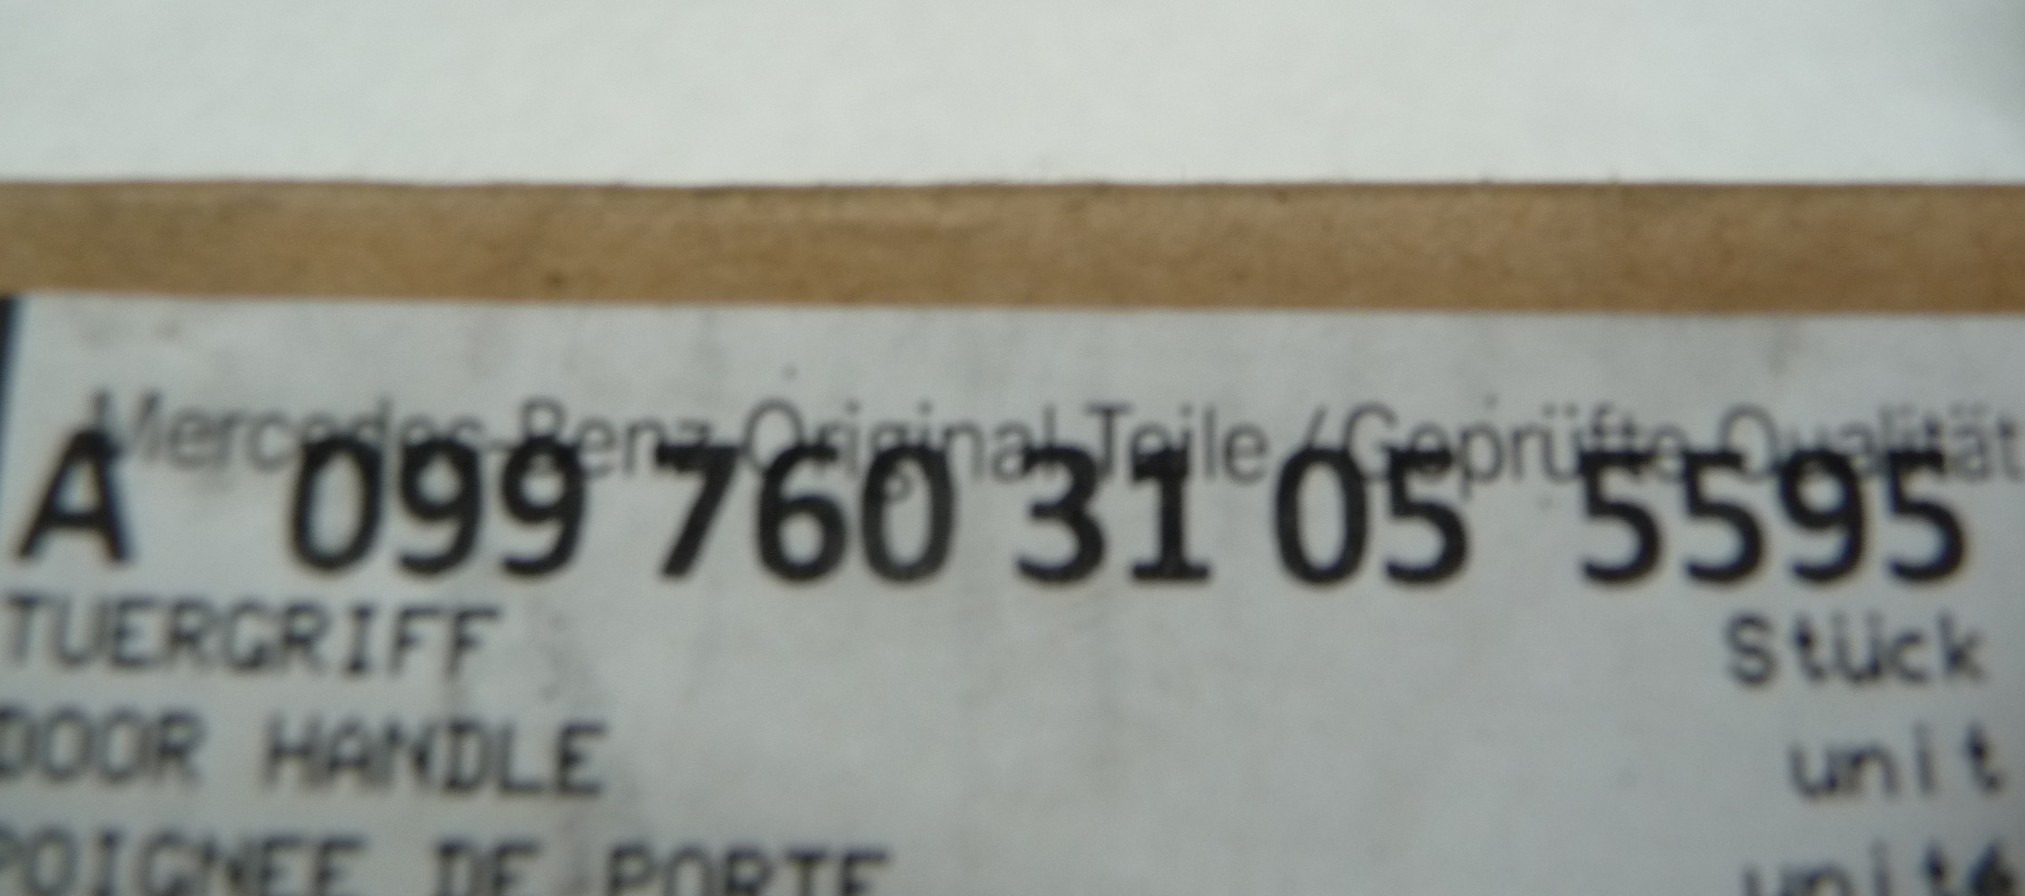 Mercedes-Benz Original Teile / Geprüfte Qualität
A 099 760 31 05 5595
TUERGRIFF Stück
DOOR HANDLE unit
POIGNEE DE PORTE unité